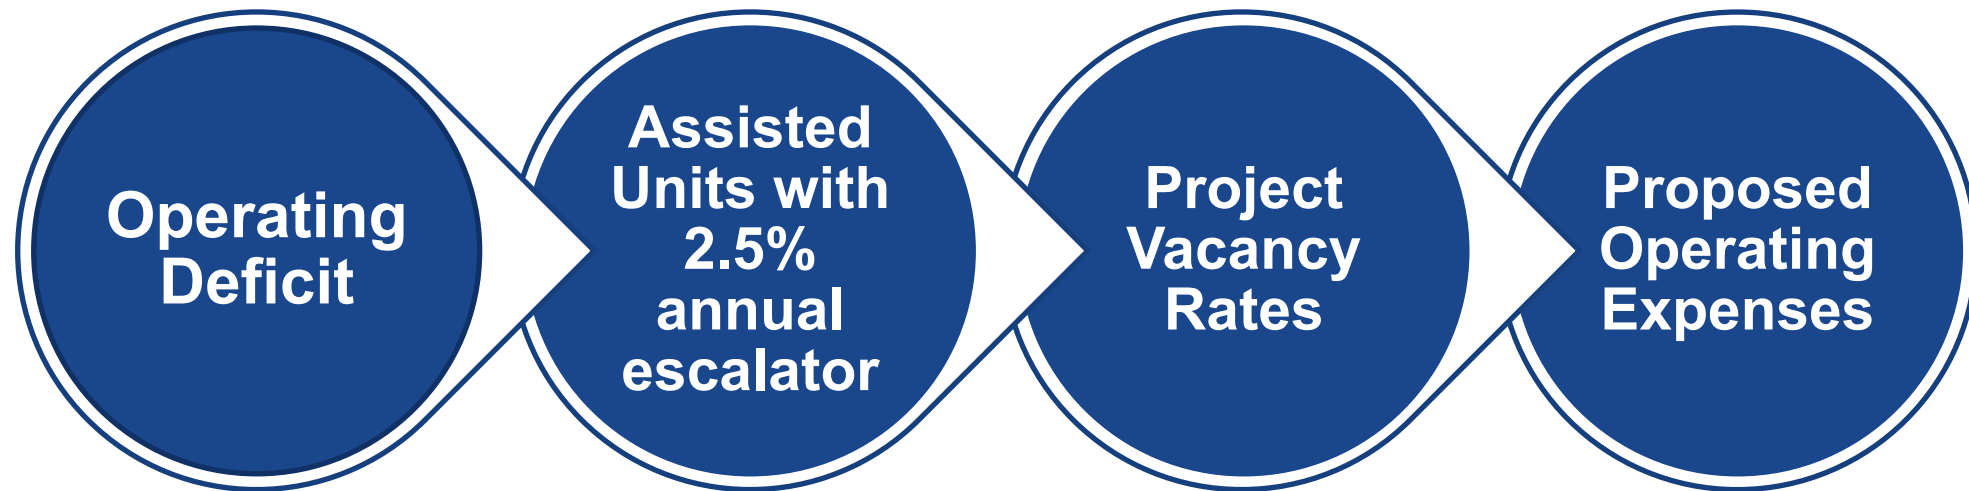 Operating
Deficit
Assisted
Units with
2.5%
annual
escalator
Project
Vacancy
Rates
Proposed
Operating
Expenses